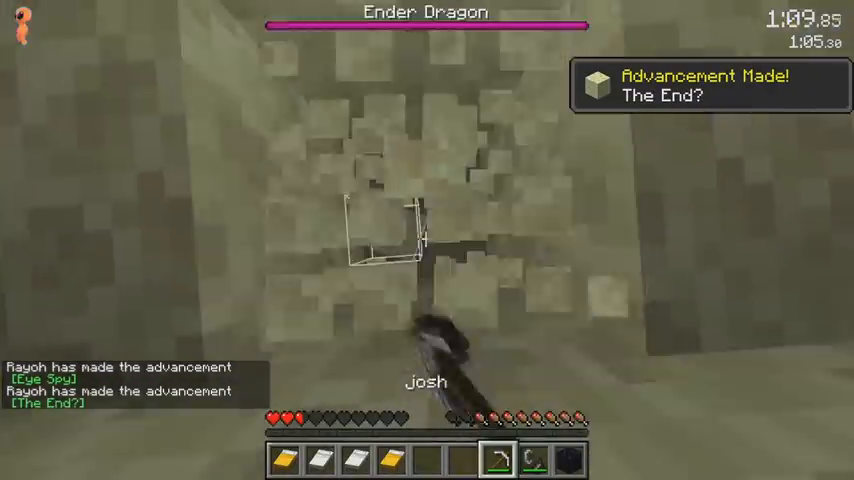 Ender Dragon
1:09.85
1:05.30
Advancement Made!
The End?
Rayoh has made the advancement
[Eye Spy]
Rayoh has made the advancement
[The End?]
josh